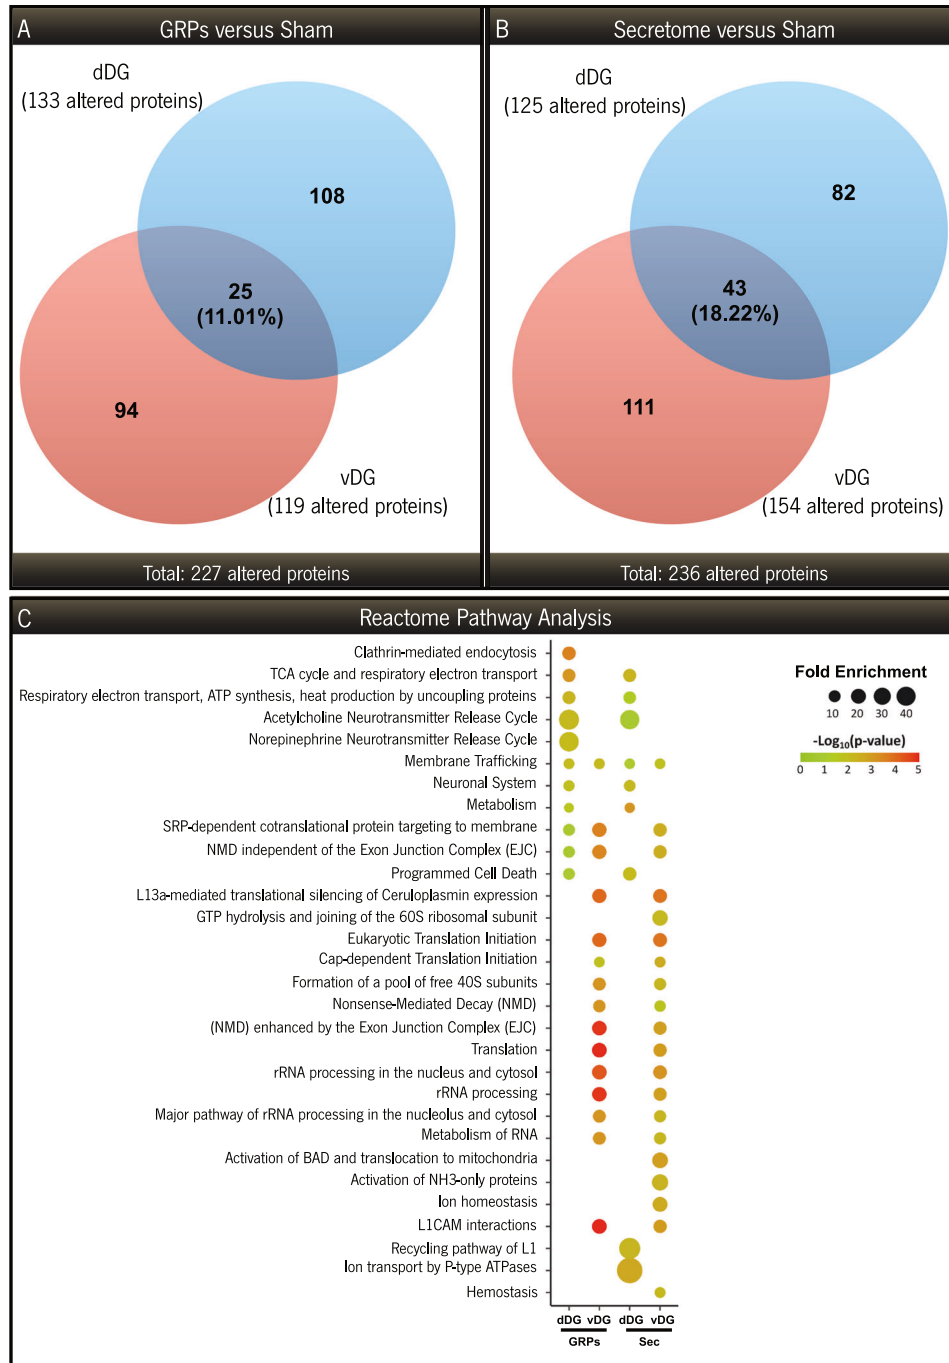 A
GRPs versus Sham
dDG
(133 altered proteins)
108
25
(11.01%)
94
vDG
(119 altered proteins)
Total: 227 altered proteins
B
Secretome versus Sham
dDG
(125 altered proteins)
82
43
(18.22%)
111
vDG
(154 altered proteins)
Total: 236 altered proteins
C
Reactome Pathway Analysis
Clathrin-mediated endocytosis
TCA cycle and respiratory electron transport
Respiratory electron transport, ATP synthesis, heat production by uncoupling proteins
Acetylcholine Neurotransmitter Release Cycle
Norepinephrine Neurotransmitter Release Cycle
Membrane Trafficking
Neuronal System
Metabolism
SRP-dependent cotranslational protein targeting to membrane
NMD independent of the Exon Junction Complex (EJC)
Programmed Cell Death
L13a-mediated translational silencing of Ceruloplasmin expression
GTP hydrolysis and joining of the 60S ribosomal subunit
Eukaryotic Translation Initiation
Cap-dependent Translation Initiation
Formation of a pool of free 40S subunits
Nonsense-Mediated Decay (NMD)
(NMD) enhanced by the Exon Junction Complex (EJC)
Translation
rRNA processing in the nucleus and cytosol
rRNA processing
Major pathway of rRNA processing in the nucleolus and cytosol
Metabolism of RNA
Activation of BAD and translocation to mitochondria
Activation of NH3-only proteins
Ion homeostasis
L1CAM interactions
Recycling pathway of L1
Ion transport by P-type ATPases
Hemostasis
dDG vDG dDG vDG
GRPs Sec
Fold Enrichment
10 20 30 40
-Log10(p-value)
0 1 2 3 4 5